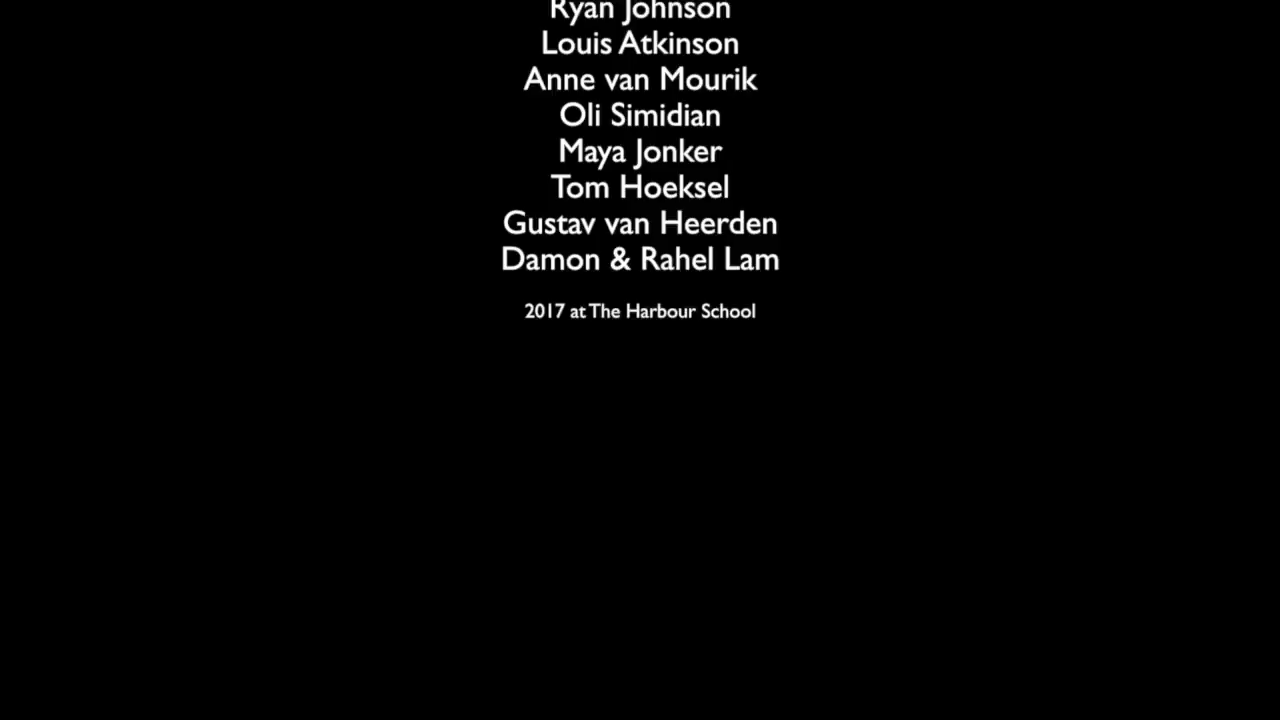 Ryan Johnson
Louis Atkinson
Anne van Mourik
Oli Simidian
Maya Jonker
Tom Hoeksel
Gustav van Heerden
Damon & Rahel Lam
2017 at The Harbour School